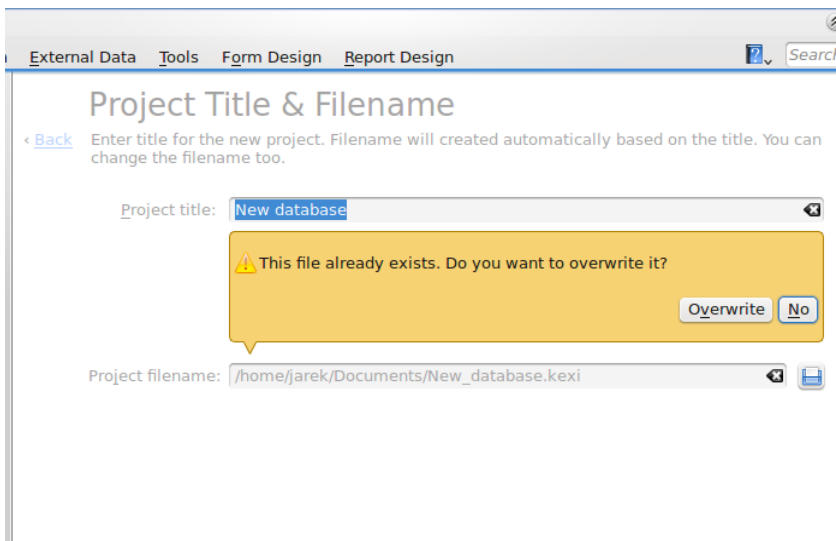 External Data Tools Form Design Report Design ? Search
Project Title & Filename
‹ Back Enter title for the new project. Filename will created automatically based on the title. You can
change the filename too.
Project title: New database
This file already exists. Do you want to overwrite it?
Overwrite No
Project filename: /home/jarek/Documents/New_database.kexi